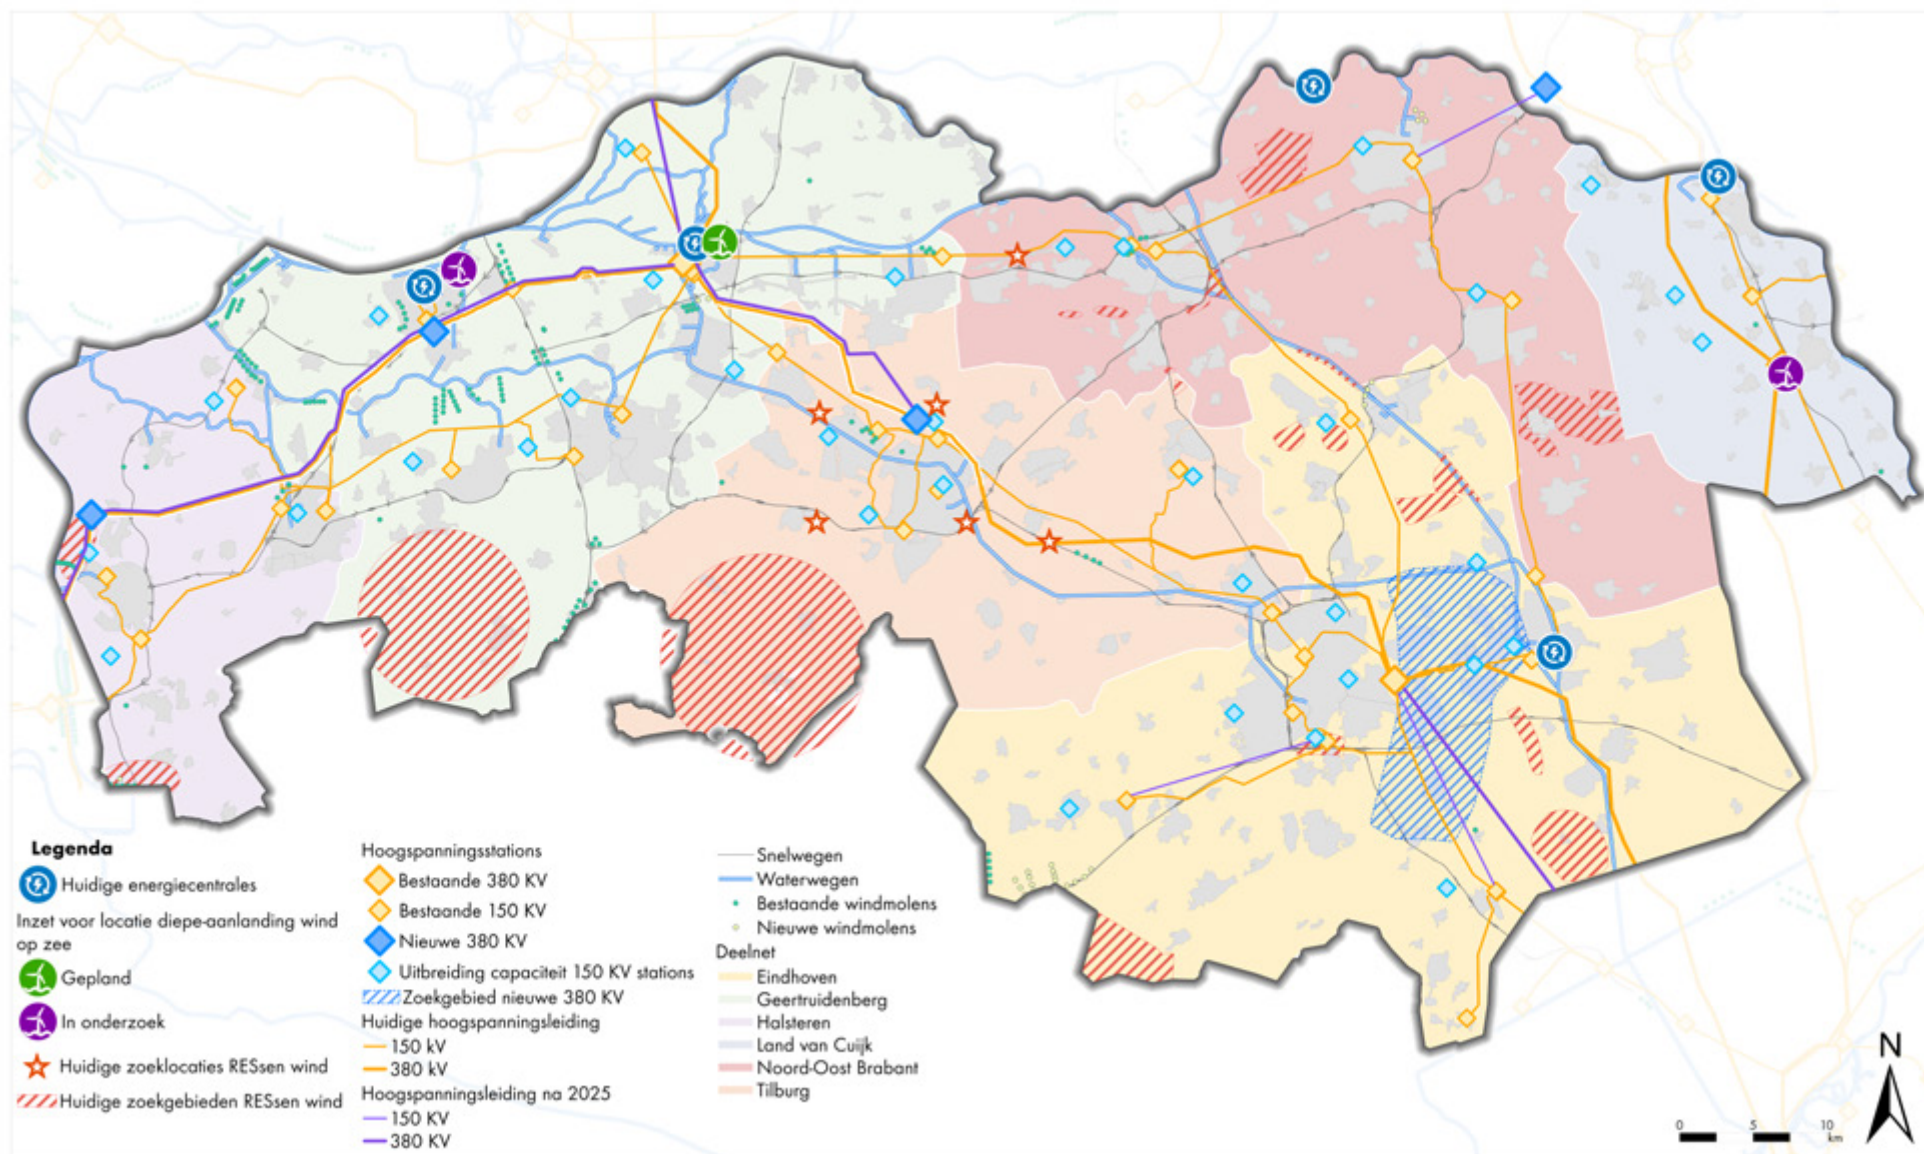 Legenda
Huidige energiecentrales
Inzet voor locatie diepe-aanlanding wind
op zee
Gepland
In onderzoek
Huidige zoeklocaties RESsen wind
Huidige zoekgebieden RESsen wind
Hoogspanningsstations
Bestaande 380 KV
Bestaande 150 KV
Nieuwe 380 KV
Uitbreiding capaciteit 150 KV stations
Zoekgebied nieuwe 380 KV
Huidige hoogspanningsleiding
150 kV
380 kV
Hoogspanningsleiding na 2025
150 KV
380 KV
Snelwegen
Waterwegen
Bestaande windmolens
Nieuwe windmolens
Deelnet
Eindhoven
Geertruidenberg
Halsteren
Land van Cuijk
Noord-Oost Brabant
Tilburg
N
0 5 10
km